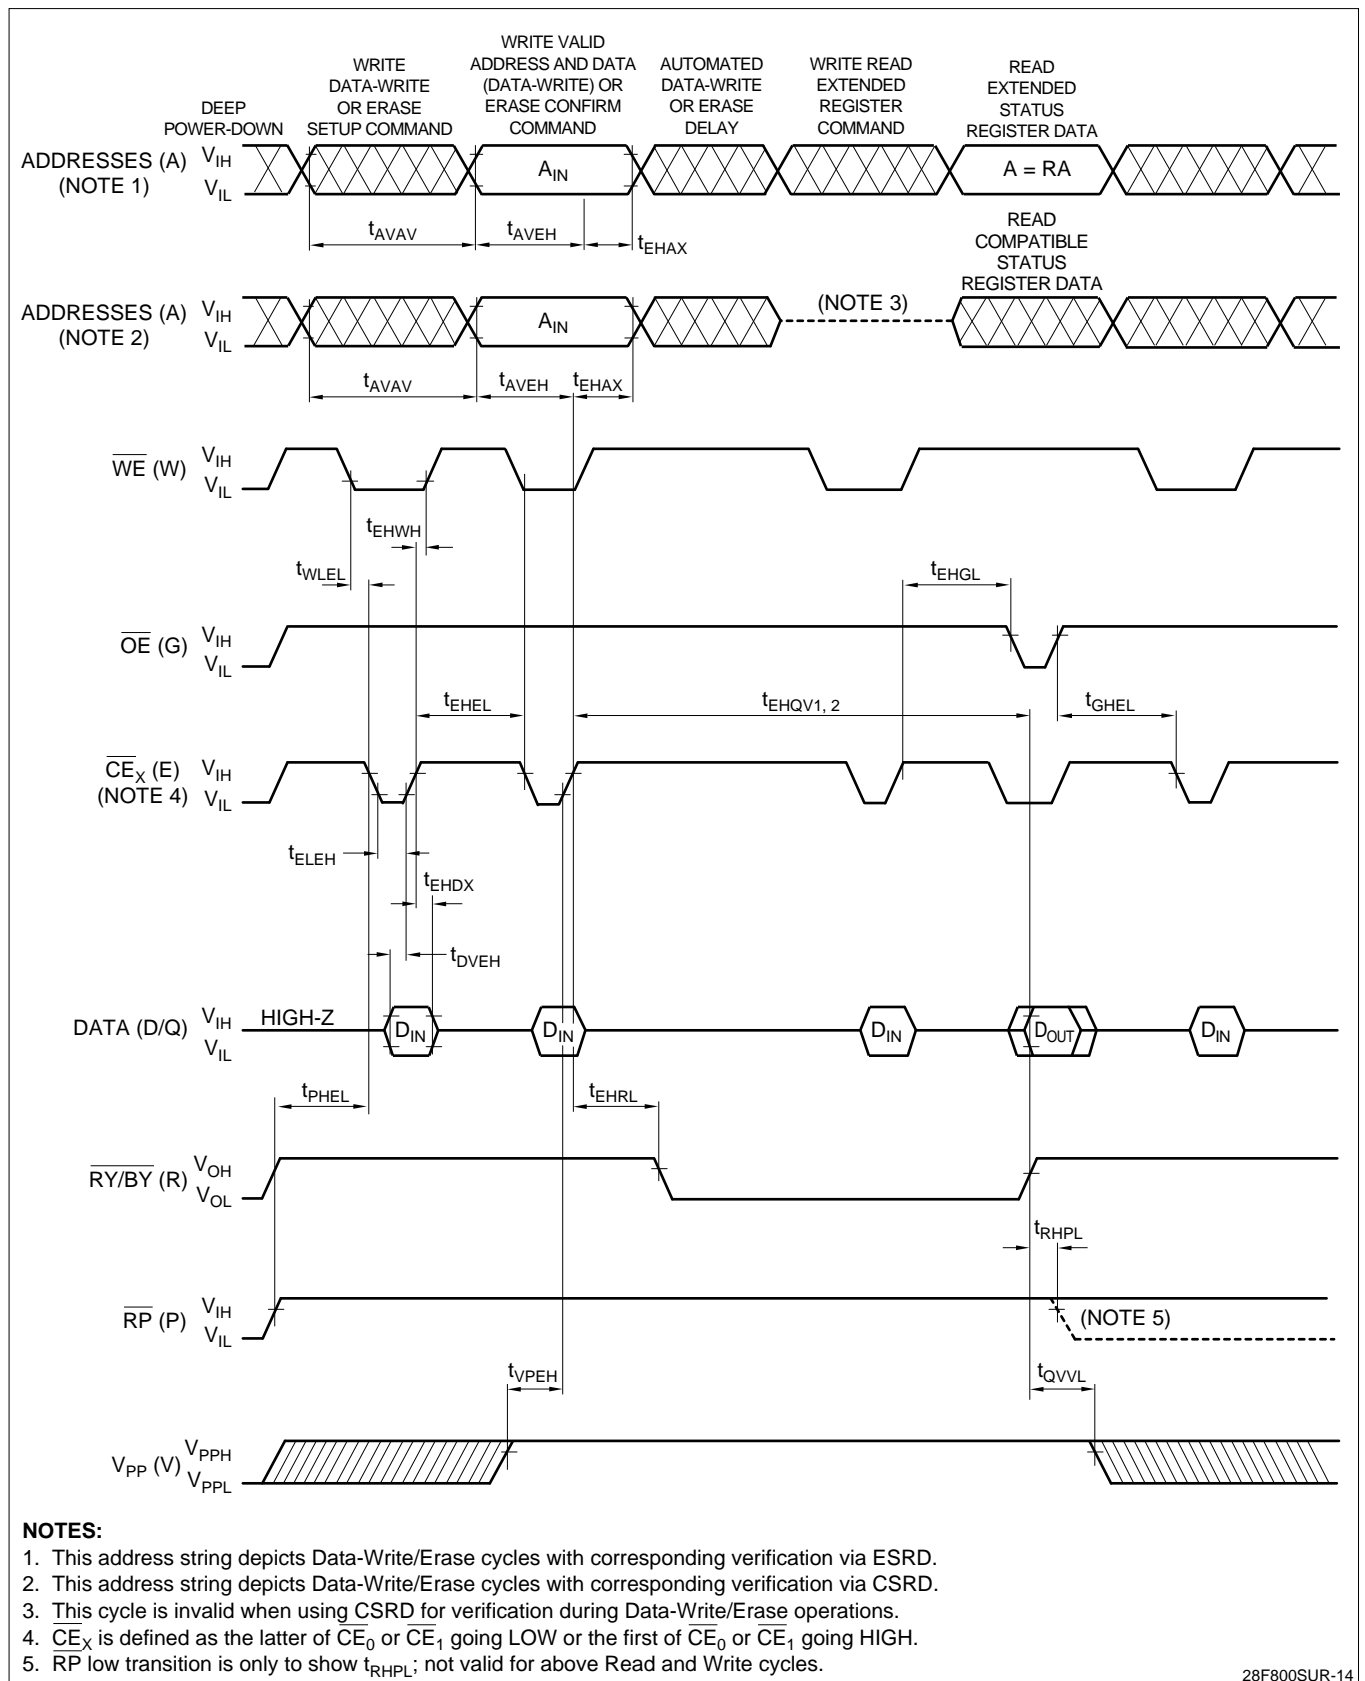 DEEP
POWER-DOWN
WRITE
DATA-WRITE
OR ERASE
SETUP COMMAND
WRITE VALID
ADDRESS AND DATA
(DATA-WRITE) OR
ERASE CONFIRM
COMMAND
AUTOMATED
DATA-WRITE
OR ERASE
DELAY
WRITE READ
EXTENDED
REGISTER
COMMAND
READ
EXTENDED
STATUS
REGISTER DATA
ADDRESSES (A)
(NOTE 1)
VIH
VIL
AIN
A = RA
tAVAV
tAVEH
tEHAX
READ
COMPATIBLE
STATUS
REGISTER DATA
ADDRESSES (A)
(NOTE 2)
VIH
VIL
AIN
(NOTE 3)
tAVAV
tAVEH
tEHAX
WE (W)
VIH
VIL
tEHWH
tWLEL
tEHGL
OE (G)
VIH
VIL
tEHEL
tEHQV1, 2
tGHEL
CEX (E)
(NOTE 4)
VIH
VIL
tELEH
tEHDX
tDVEH
DATA (D/Q)
VIH
VIL
HIGH-Z
DIN
DIN
DIN
DOUT
DIN
tPHEL
tEHRL
RY/BY (R)
VOH
VOL
tRHPL
RP (P)
VIH
VIL
(NOTE 5)
tVPEH
tQVVL
VPP (V)
VPPH
VPPL
NOTES:
1. This address string depicts Data-Write/Erase cycles with corresponding verification via ESRD.
2. This address string depicts Data-Write/Erase cycles with corresponding verification via CSRD.
3. This cycle is invalid when using CSRD for verification during Data-Write/Erase operations.
4. CEX is defined as the latter of CE0 or CE1 going LOW or the first of CE0 or CE1 going HIGH.
5. RP low transition is only to show tRHPL; not valid for above Read and Write cycles.
28F800SUR-14